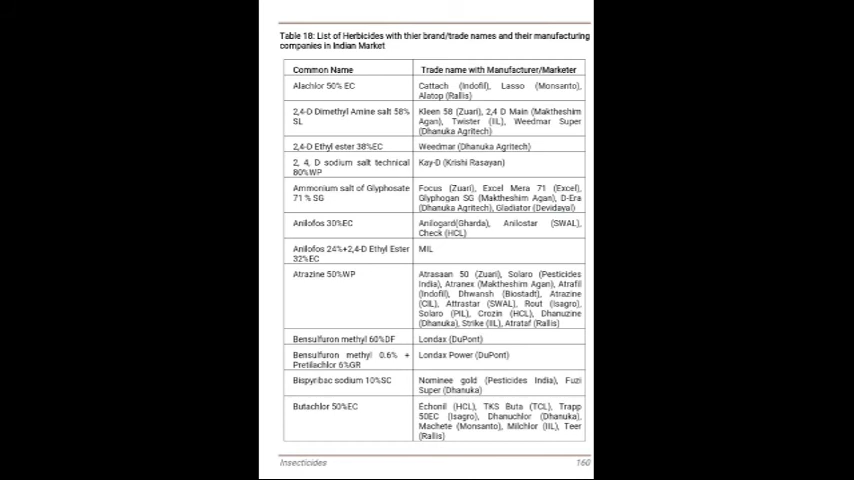 Table 18: List of Herbicides with thier brand/trade names and their manufacturing
companies in Indian Market
Common Name
Trade name with Manufacturer/Marketer
Alachlor 50% EC
Cattach (Indofil), Lasso (Monsanto),
Alatop (Rallis)
2,4-D Dimethyl Amine salt 58%
SL
Kleen 58 (Zuari), 2,4 D Main (Maktheshim
Agan), Twister (IIL), Weedmar Super
(Dhanuka Agritech)
2,4-D Ethyl ester 38%EC
Weedmar (Dhanuka Agritech)
2, 4, D sodium salt technical
80%WP
Kay-D (Krishi Rasayan)
Ammonium salt of Glyphosate
71 % SG
Focus (Zuari), Excel Mera 71 (Excel),
Glyphogan SG (Maktheshim Agan), D-Era
(Dhanuka Agritech), Gladiator (Devidayal)
Anilofos 30%EC
Anilogard(Gharda), Anilostar (SWAL),
Check (HCL)
Anilofos 24%+2,4-D Ethyl Ester
32%EC
MIL
Atrazine 50%WP
Atrasaan 50 (Zuari), Solaro (Pesticides
India), Atranex (Maktheshim Agan), Atrafil
(Indofil), Dhwansh (Biostadt), Atrazine
(CIL), Attrastar (SWAL), Rout (Isagro),
Solaro (PIL), Crozin (HCL), Dhanuzine
(Dhanuka), Strike (IIL), Atrataf (Rallis)
Bensulfuron methyl 60%DF
Londax (DuPont)
Bensulfuron methyl 0.6% +
Pretilachlor 6%GR
Londax Power (DuPont)
Bispyribac sodium 10%SC
Nominee gold (Pesticides India), Fuzi
Super (Dhanuka)
Butachlor 50%EC
Echonil (HCL), TKS Buta (TCL), Trapp
50EC (Isagro), Dhanuchlor (Dhanuka),
Machete (Monsanto), Milchlor (IIL), Teer
(Rallis)
Insecticides
160